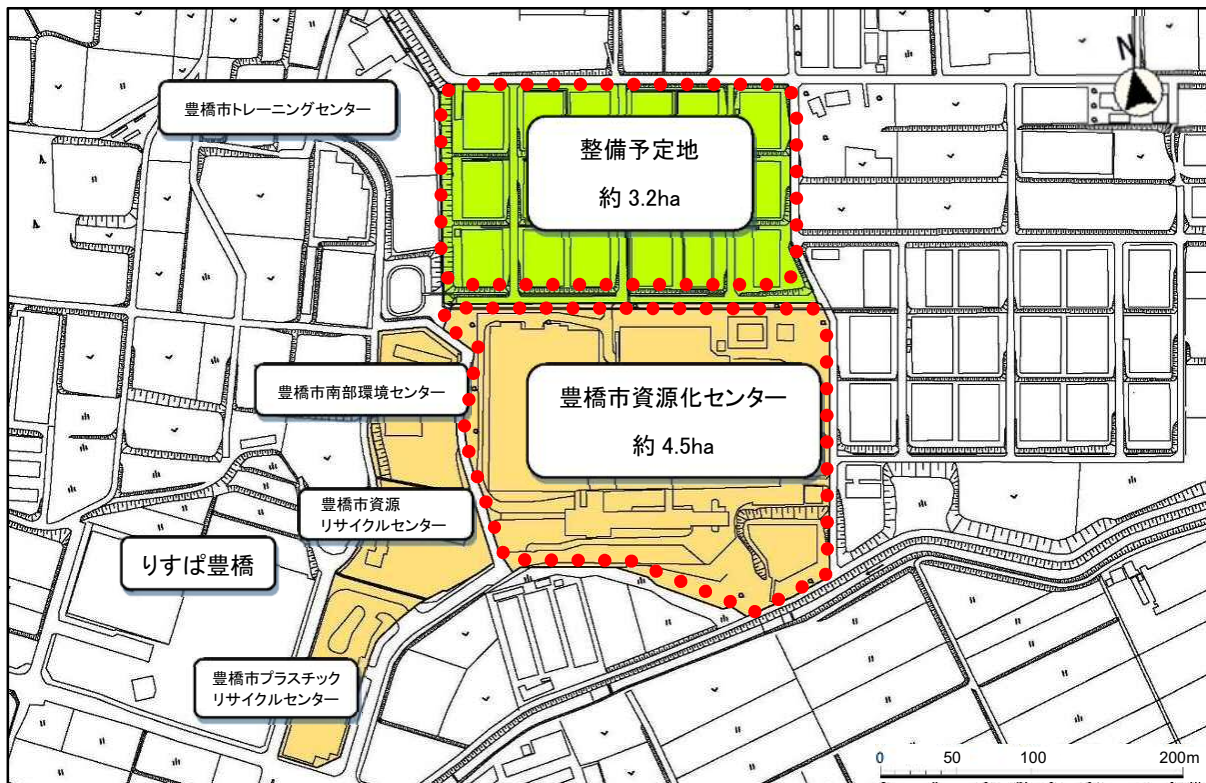 N
豊橋市トレーニングセンター
整備予定地
約 3.2ha
豊橋市南部環境センター
豊橋市資源化センター
約 4.5ha
豊橋市資源
リサイクルセンター
りすぱ豊橋
豊橋市プラスチック
リサイクルセンター
0 50 100 200m